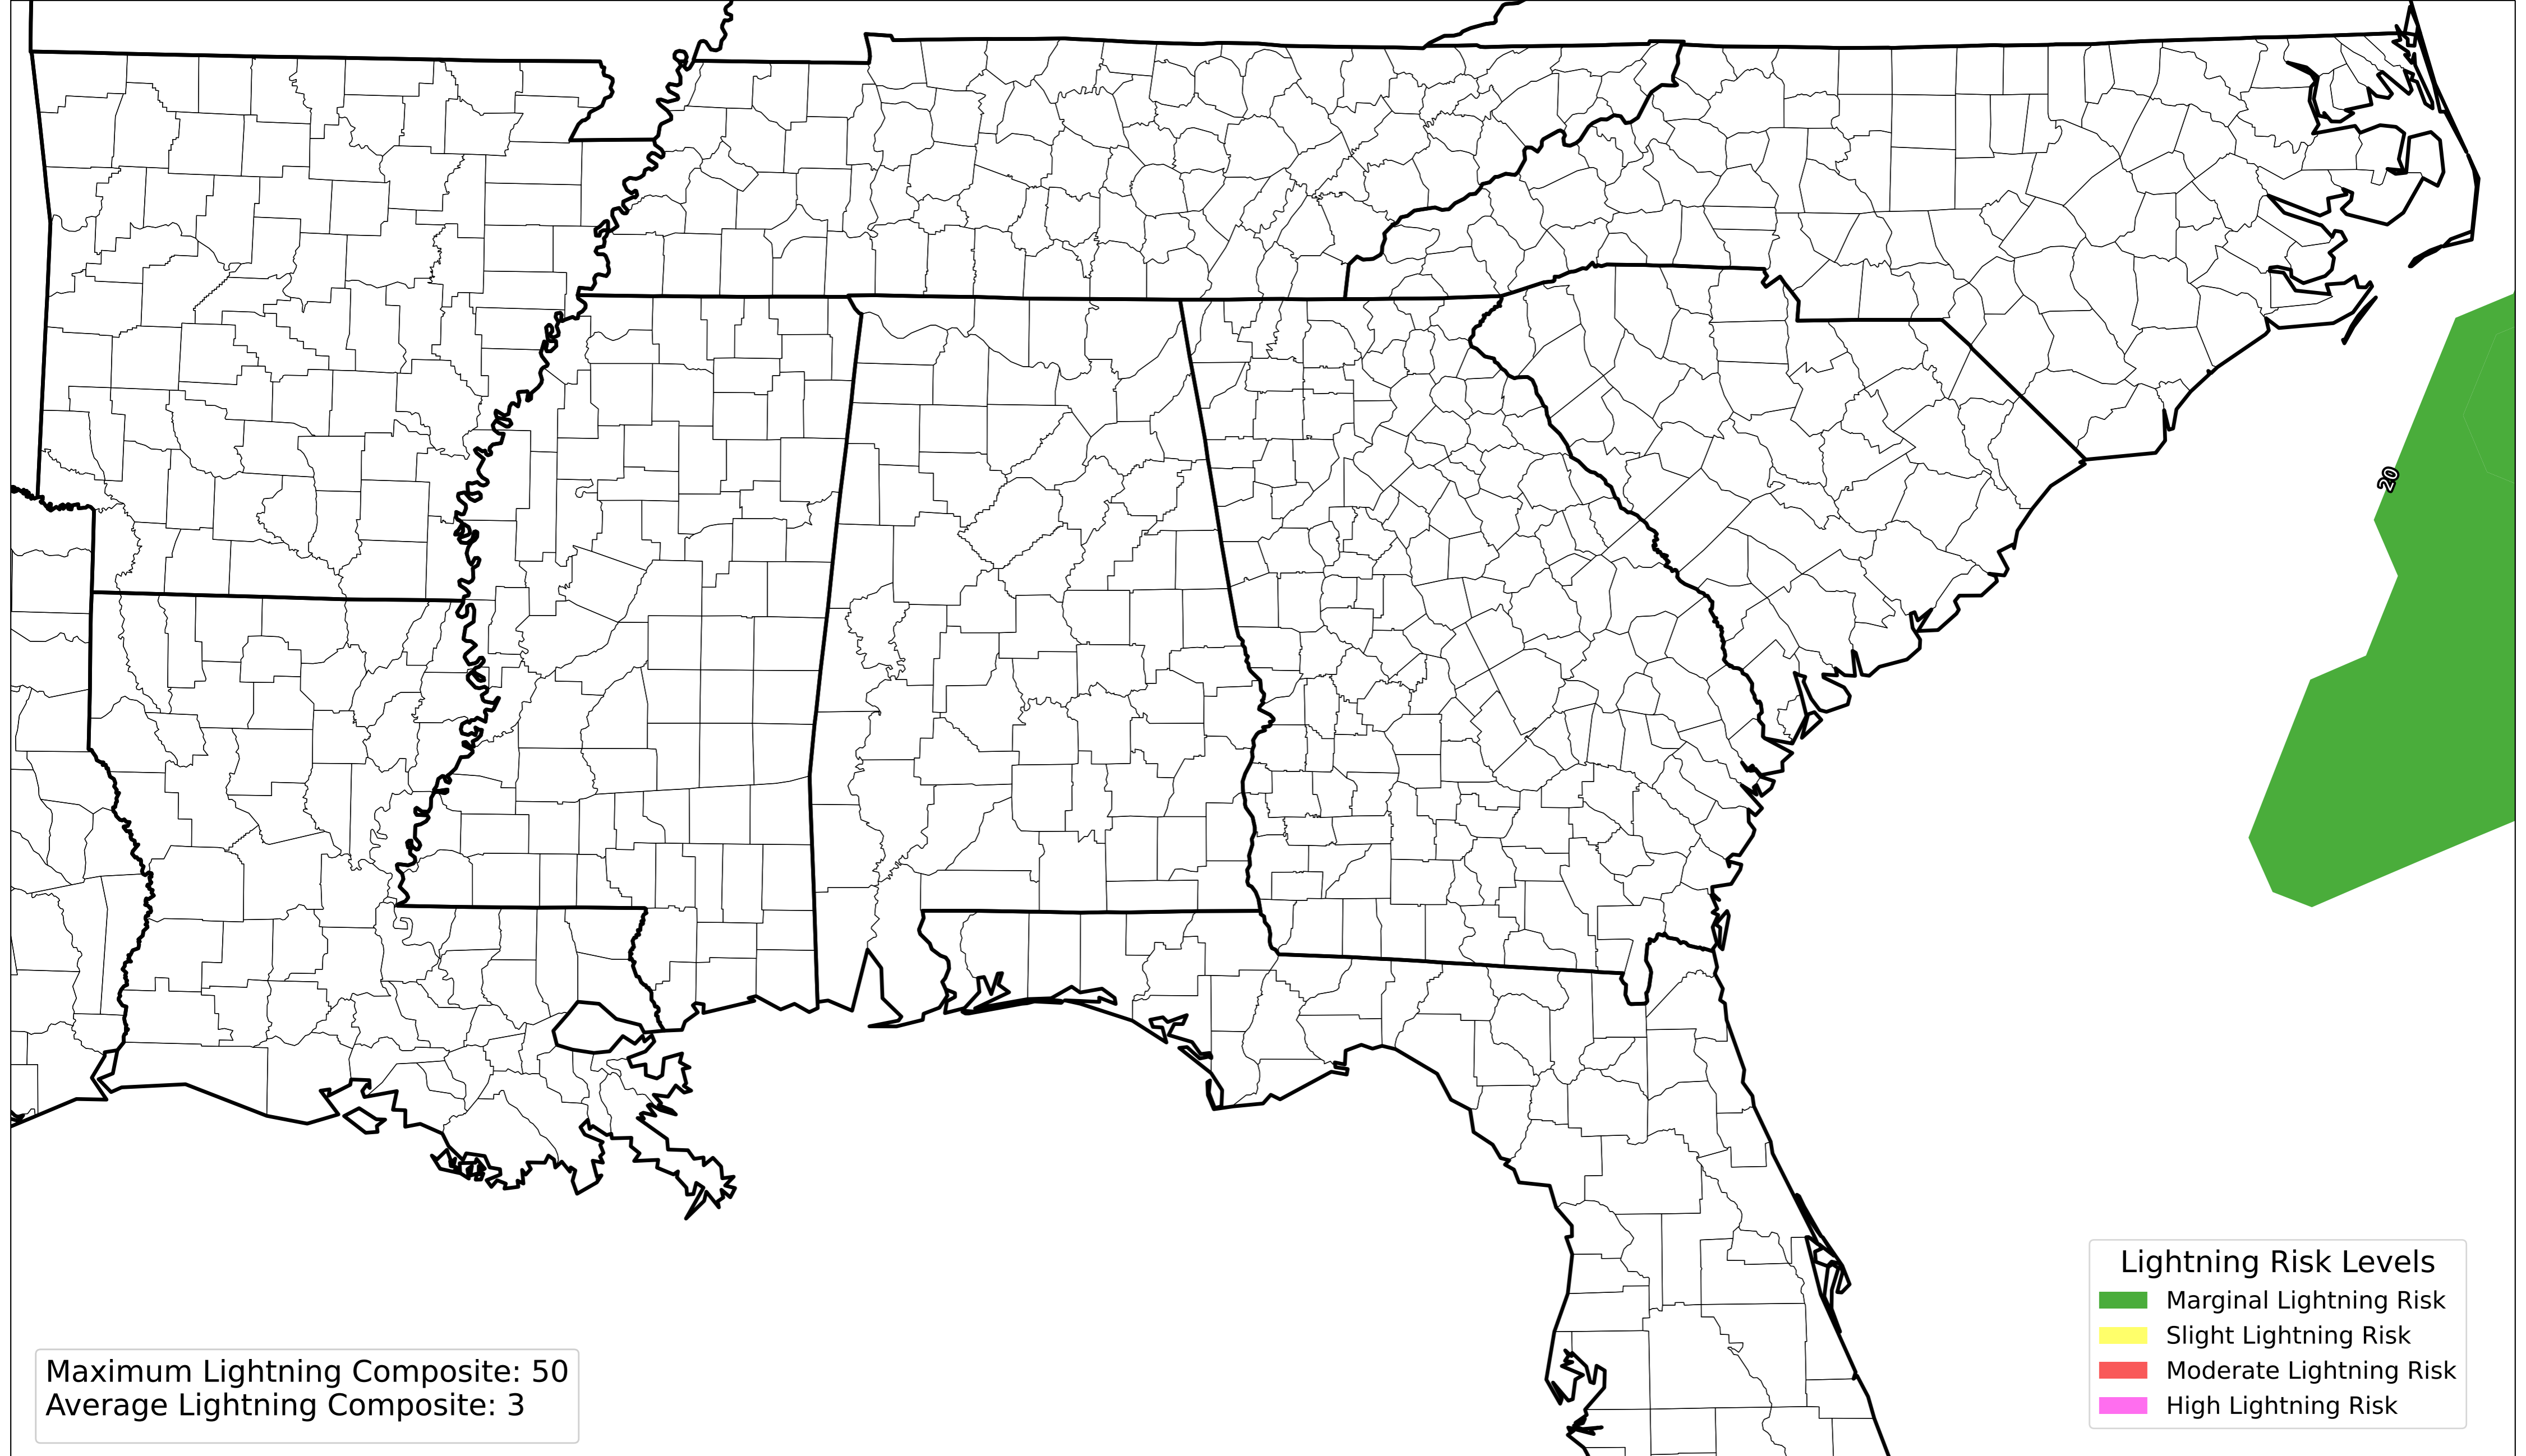 20
Lightning Risk Levels
Marginal Lightning Risk
Slight Lightning Risk
Moderate Lightning Risk
High Lightning Risk
Maximum Lightning Composite: 50
Average Lightning Composite: 3